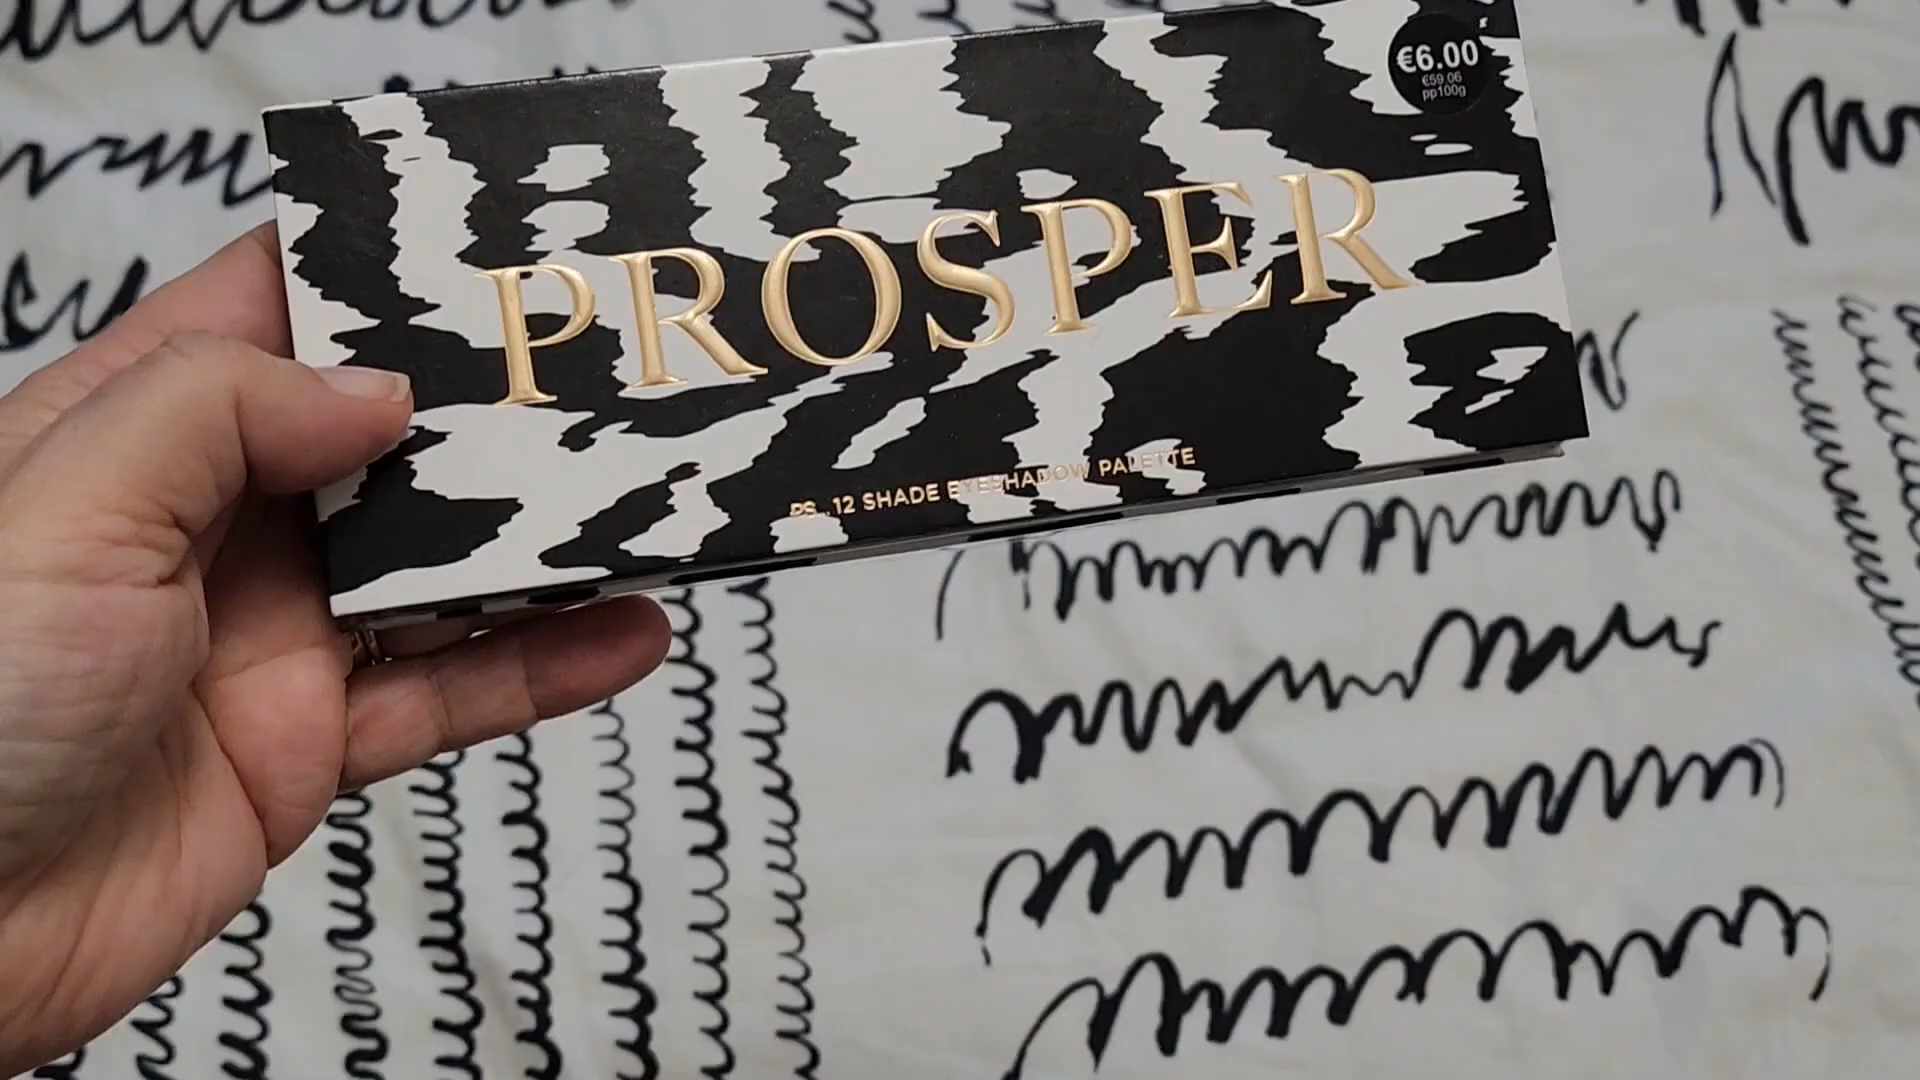 €6.00
€59.06
pp100g
PROSPER
PS... 12 SHADE EYESHADOW PALETTE